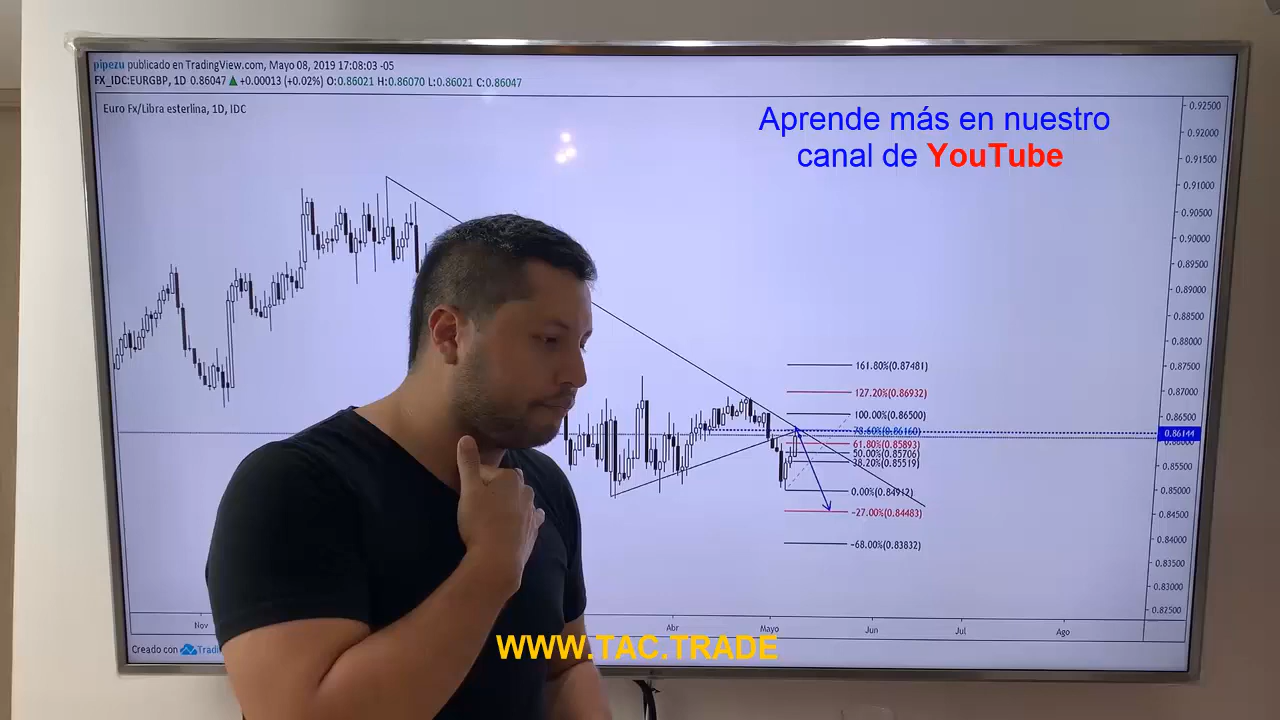 pipezu publicado en TradingView.com, Mayo 08, 2019 17:08:03 -05
FX_IDC:EURGBP, 1D 0.86047 ▲ +0.00013 (+0.02%) O:0.86021 H:0.86070 L:0.86021 C:0.86047
Euro Fx/Libra esterlina, 1D, IDC
Aprende más en nuestro
canal de YouTube
0.92500
0.92000
0.91500
0.91000
0.90500
0.90000
0.89500
0.89000
0.88500
0.88000
0.87500
0.87000
0.86500
0.86144
0.86000
0.85500
0.85000
0.84500
0.84000
0.83500
0.83000
0.82500
161.80%(0.87481)
127.20%(0.86932)
100.00%(0.86500)
78.60%(0.86160)
61.80%(0.85893)
50.00%(0.85706)
38.20%(0.85519)
0.00%(0.84912)
-27.00%(0.84483)
-68.00%(0.83832)
Nov
Abr
Mayo
Jun
Jul
Ago
Creado con
WWW.TAC.TRADE